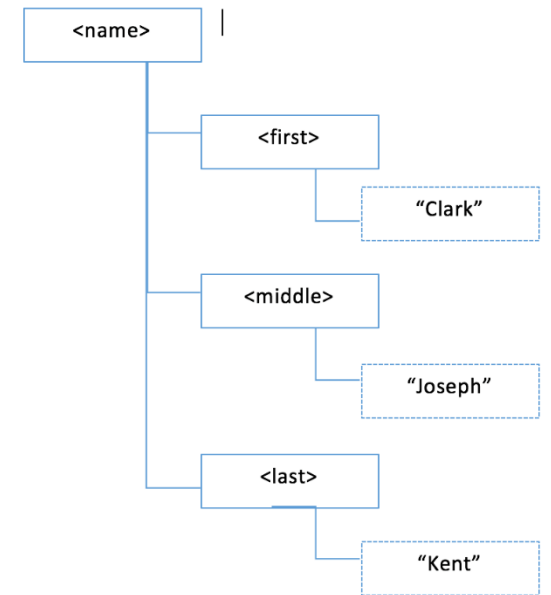 <name>
<first>
“Clark”
<middle>
“Joseph”
<last>
“Kent”